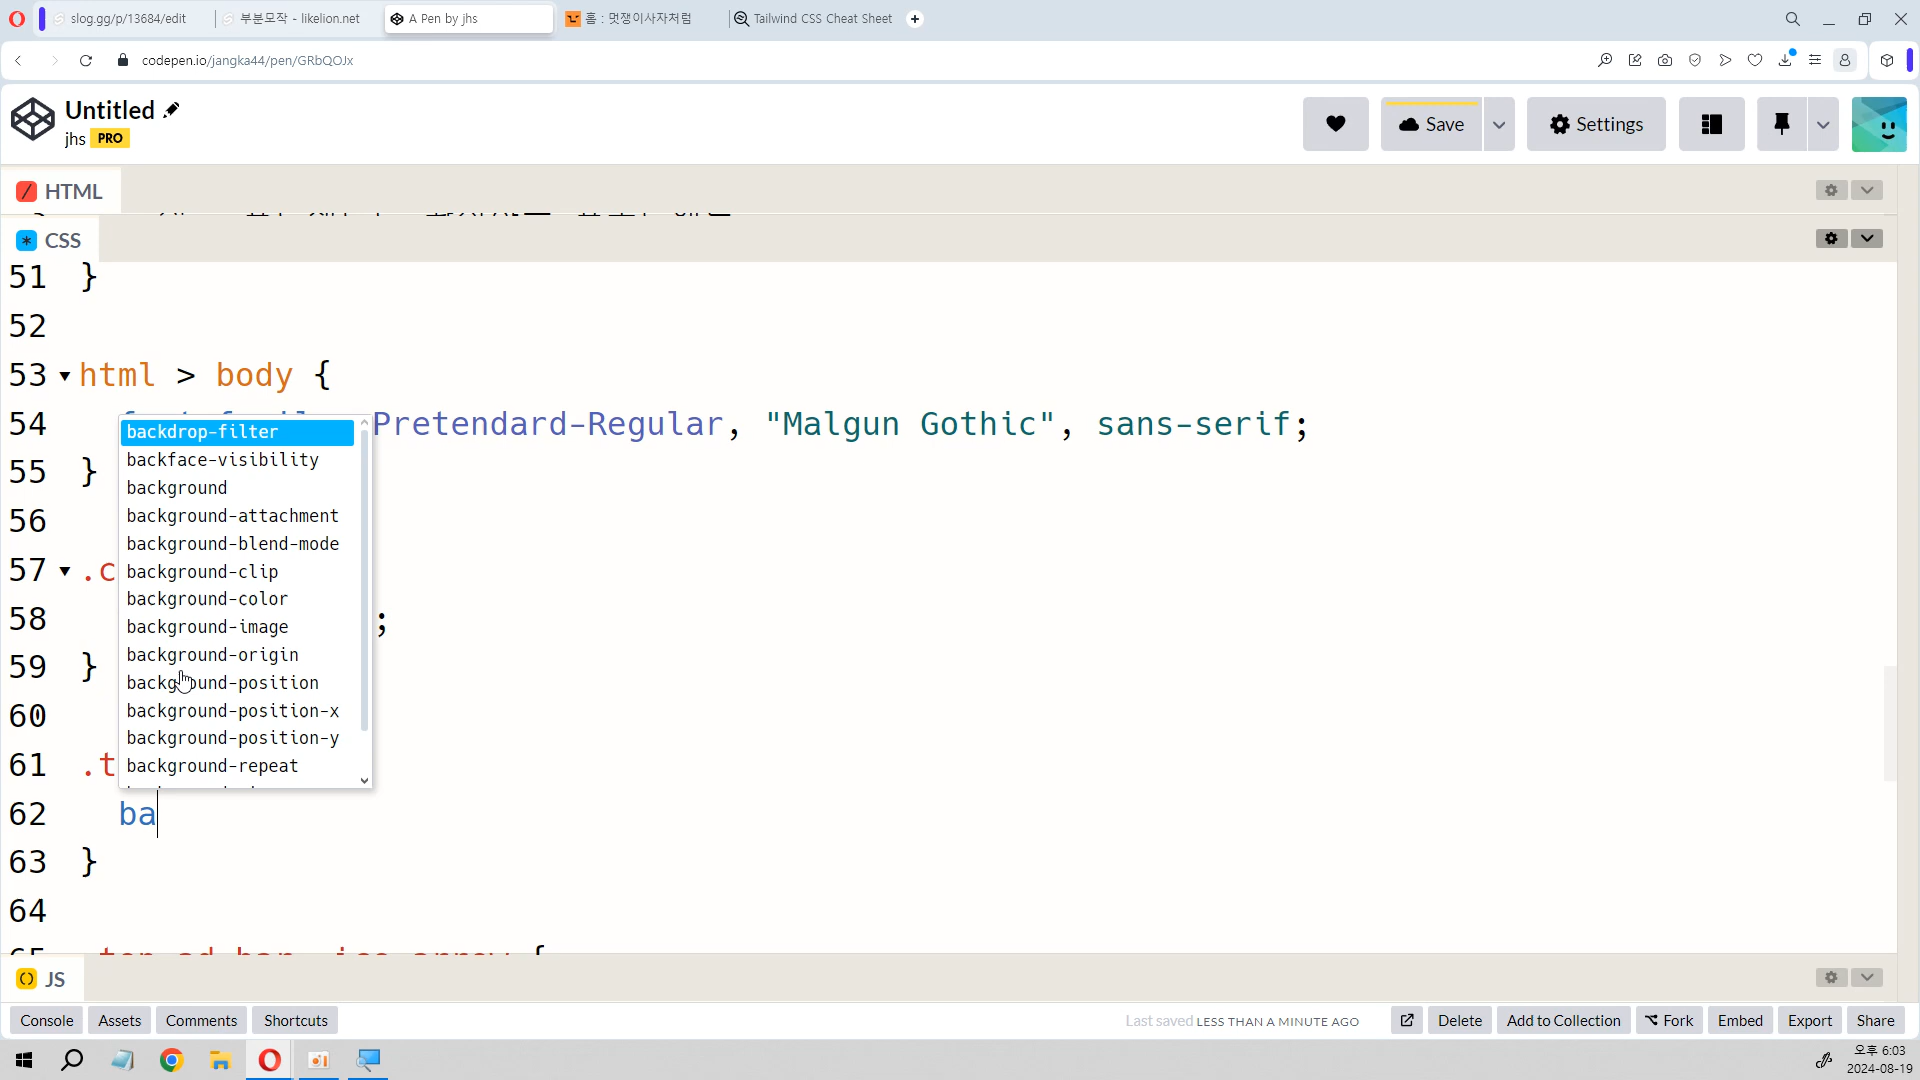 slog.gg/p/13684/edit
부분모작 - likelion.net
A Pen by jhs
홈 : 멋쟁이사자처럼
Tailwind CSS Cheat Sheet
codepen.io/jangka44/pen/GRbQOJx
Untitled
jhs PRO
Save
Settings
HTML
CSS
51 }
52
53 html > body {
54 Pretendard-Regular, "Malgun Gothic", sans-serif;
55 }
56
57 .c
58 ;
59 }
60
61 .t
62 ba
63 }
64
backdrop-filter
backface-visibility
background
background-attachment
background-blend-mode
background-clip
background-color
background-image
background-origin
background-position
background-position-x
background-position-y
background-repeat
JS
Console
Assets
Comments
Shortcuts
Last saved LESS THAN A MINUTE AGO
Delete
Add to Collection
Fork
Embed
Export
Share
오후 6:03
2024-08-19